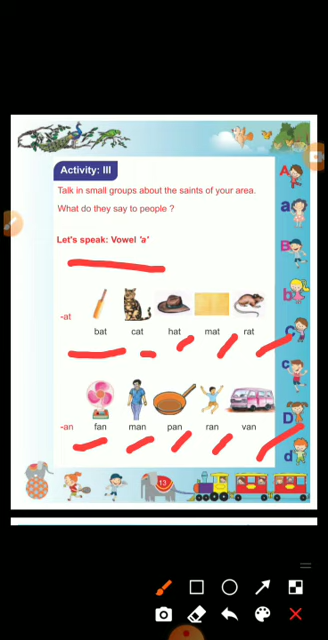 Activity: III
Talk in small groups about the saints of your area.
What do they say to people ?
Let's speak: Vowel 'a'
-at
bat cat hat mat rat
-an fan man pan ran van
13
A
a
B
b
C
c
D
d